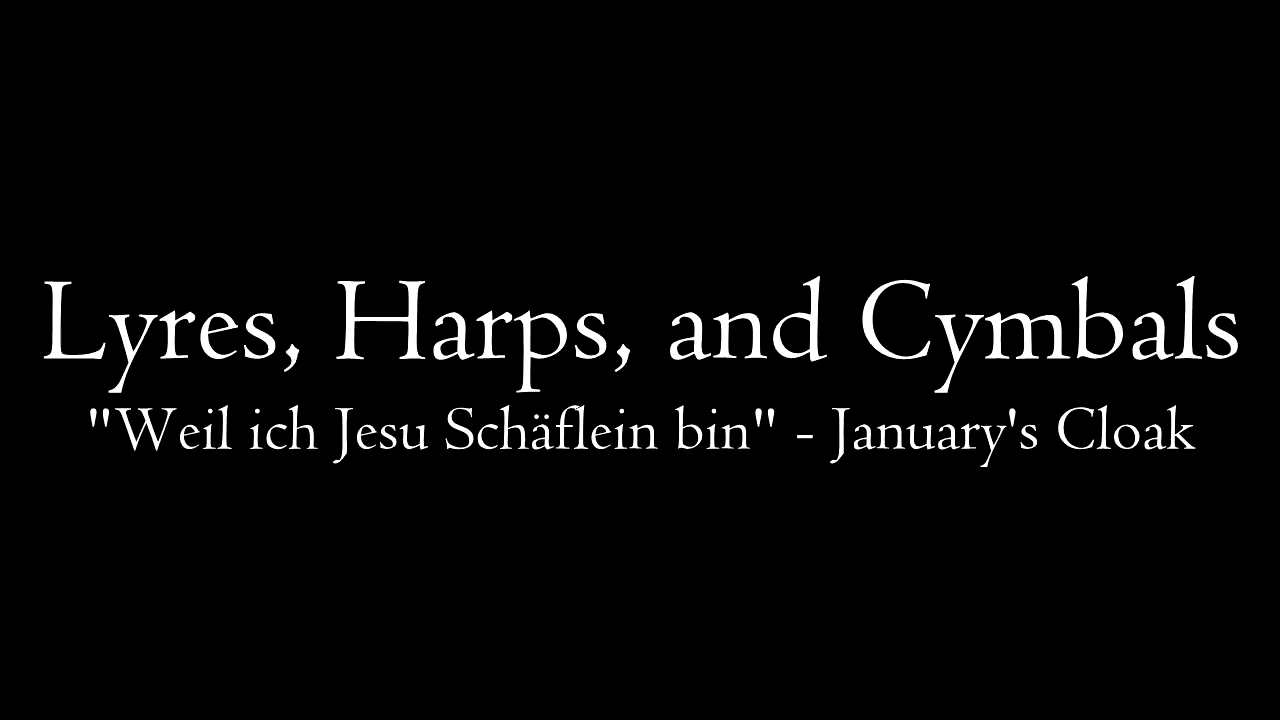 Lyres, Harps, and Cymbals
"Weil ich Jesu Schäflein bin" - January's Cloak